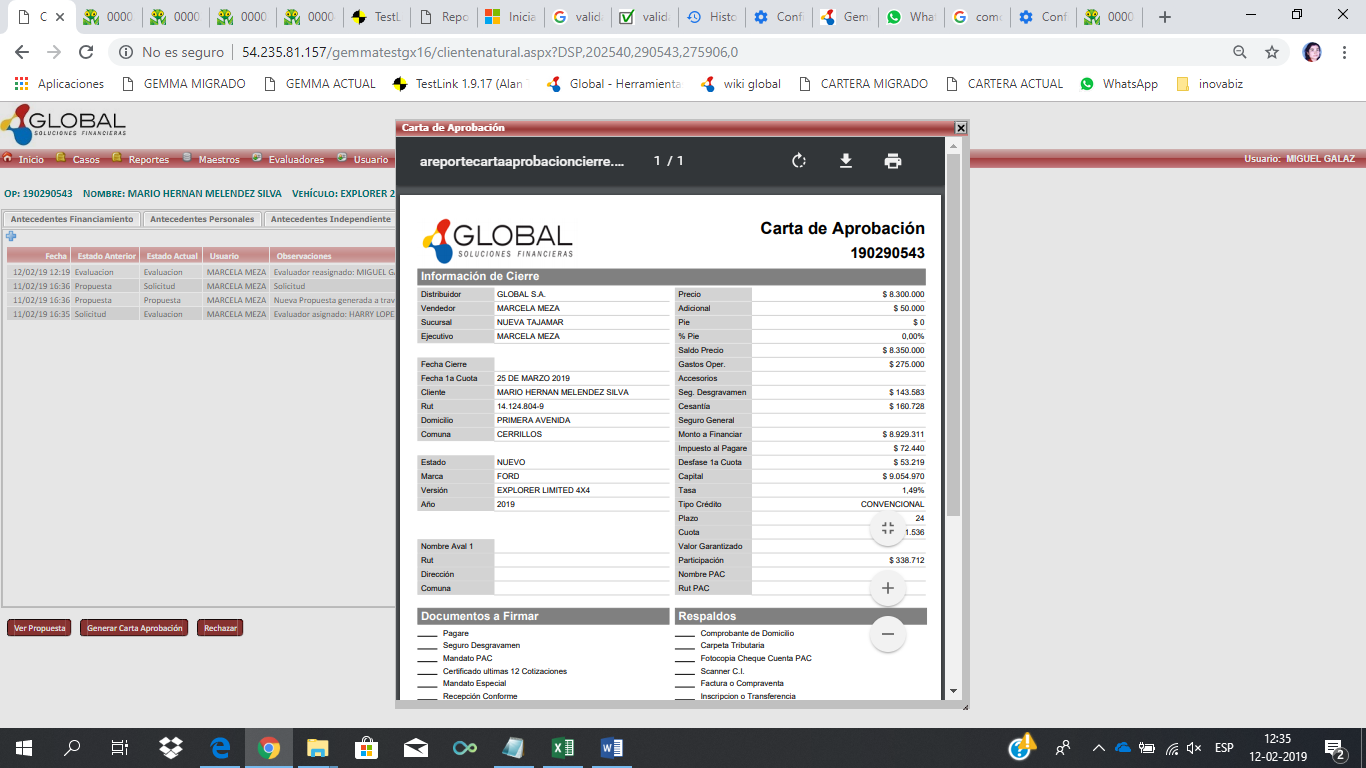 C
0000
0000
0000
0000
TestL
Repo
Inicia
valid
valid
Histo
Conf
Gem
Wha
como
Conf
0000
No es seguro | 54.235.81.157/gemmatestgx16/clientenatural.aspx?DSP,202540,290543,275906,0
Aplicaciones GEMMA MIGRADO GEMMA ACTUAL TestLink 1.9.17 (Alan Global - Herramienta wiki global CARTERA MIGRADO CARTERA ACTUAL WhatsApp inovabiz
GLOBAL
SOLUCIONES FINANCIERAS
Inicio Casos Reportes Maestros Evaluadores Usuario
Usuario: MIGUEL GALAZ
OP: 190290543 NOMBRE: MARIO HERNAN MELENDEZ SILVA VEHÍCULO: EXPLORER 2
Antecedentes Financiamiento Antecedentes Personales Antecedentes Independiente
Fecha Estado Anterior Estado Actual Usuario Observaciones
12/02/19 12:19 Evaluacion Evaluacion MARCELA MEZA Evaluador reasignado: MIGUEL GA
11/02/19 16:36 Propuesta Solicitud MARCELA MEZA Solicitud
11/02/19 16:36 Propuesta Propuesta MARCELA MEZA Nueva Propuesta generada a trav
11/02/19 16:35 Solicitud Evaluacion MARCELA MEZA Evaluador asignado: HARRY LOPE
Ver Propuesta Generar Carta Aprobación Rechazar
Carta de Aprobación
areportecartaaprobacioncierre.... 1 / 1
GLOBAL
SOLUCIONES FINANCIERAS
Carta de Aprobación
190290543
Información de Cierre
Distribuidor GLOBAL S.A.
Vendedor MARCELA MEZA
Sucursal NUEVA TAJAMAR
Ejecutivo MARCELA MEZA
Fecha Cierre
Fecha 1a Cuota 25 DE MARZO 2019
Cliente MARIO HERNAN MELENDEZ SILVA
Rut 14.124.804-9
Domicilio PRIMERA AVENIDA
Comuna CERRILLOS
Estado NUEVO
Marca FORD
Versión EXPLORER LIMITED 4X4
Año 2019
Nombre Aval 1
Rut
Dirección
Comuna
Precio $ 8.300.000
Adicional $ 50.000
Pie $ 0
% Pie 0,00%
Saldo Precio $ 8.350.000
Gastos Oper. $ 275.000
Accesorios
Seg. Desgravamen $ 143.583
Cesantía $ 160.728
Seguro General
Monto a Financiar $ 8.929.311
Impuesto al Pagare $ 72.440
Desfase 1a Cuota $ 53.219
Capital $ 9.054.970
Tasa 1,49%
Tipo Crédito CONVENCIONAL
Plazo 24
Cuota 1.536
Valor Garantizado
Participación $ 338.712
Nombre PAC
Rut PAC
Documentos a Firmar
Pagare
Seguro Desgravamen
Mandato PAC
Certificado ultimas 12 Cotizaciones
Mandato Especial
Recepción Conforme
Respaldos
Comprobante de Domicilio
Carpeta Tributaria
Fotocopia Cheque Cuenta PAC
Scanner C.I.
Factura o Compraventa
Inscripcion o Transferencia
ESP
12:35
12-02-2019
2